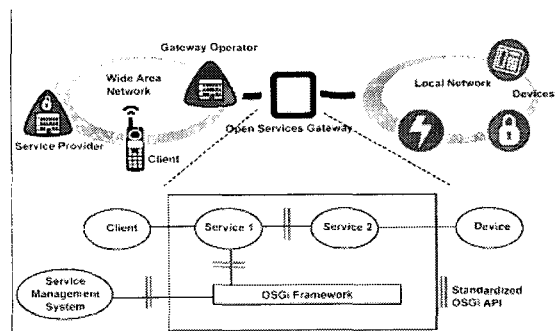 Gateway Operator
Wide Area
Network
Local Network
Devices
Service Provider
Client
Open Services Gateway
Client
Service 1
Service 2
Device
Service
Management
System
OSGi Framework
Standardized
OSGi API